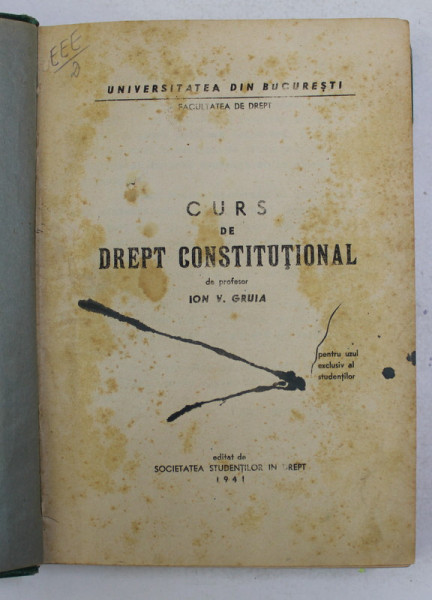 EEE
UNIVERSITATEA DIN BUCUREȘTI
FACULTATEA DE DREPT
CURS
DE
DREPT CONSTITUȚIONAL
de profesor
ION V. GRUIA
pentru uzul
exclusiv al
studenților
editat de
SOCIETATEA STUDENȚILOR IN DREPT
1941